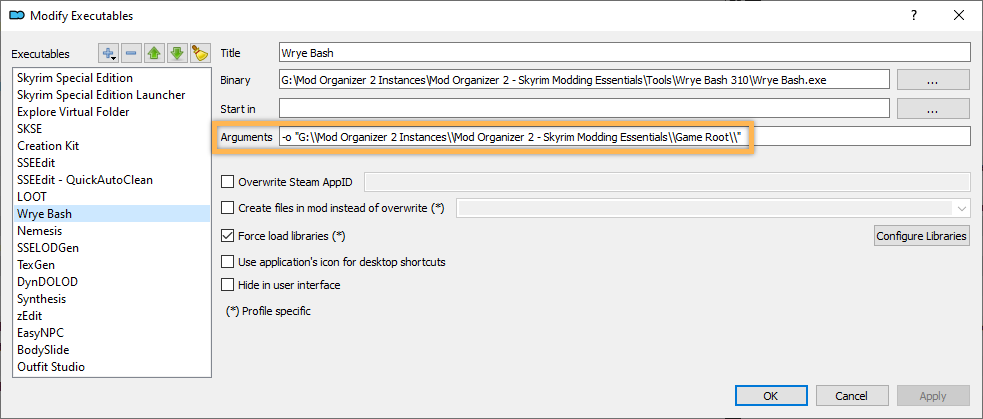 Modify Executables
?
Executables
Skyrim Special Edition
Skyrim Special Edition Launcher
Explore Virtual Folder
SKSE
Creation Kit
SSEEdit
SSEEdit - QuickAutoClean
LOOT
Wrye Bash
Nemesis
SSELODGen
TexGen
DynDOLOD
Synthesis
zEdit
EasyNPC
BodySlide
Outfit Studio
Title Wrye Bash
Binary G:\Mod Organizer 2 Instances\Mod Organizer 2 - Skyrim Modding Essentials\Tools\Wrye Bash 310\Wrye Bash.exe ...
Start in ...
Arguments -o "G:\\Mod Organizer 2 Instances\\Mod Organizer 2 - Skyrim Modding Essentials\\Game Root\\"
Overwrite Steam AppID
Create files in mod instead of overwrite (*)
Force load libraries (*) Configure Libraries
Use application's icon for desktop shortcuts
Hide in user interface
(*) Profile specific
OK Cancel Apply